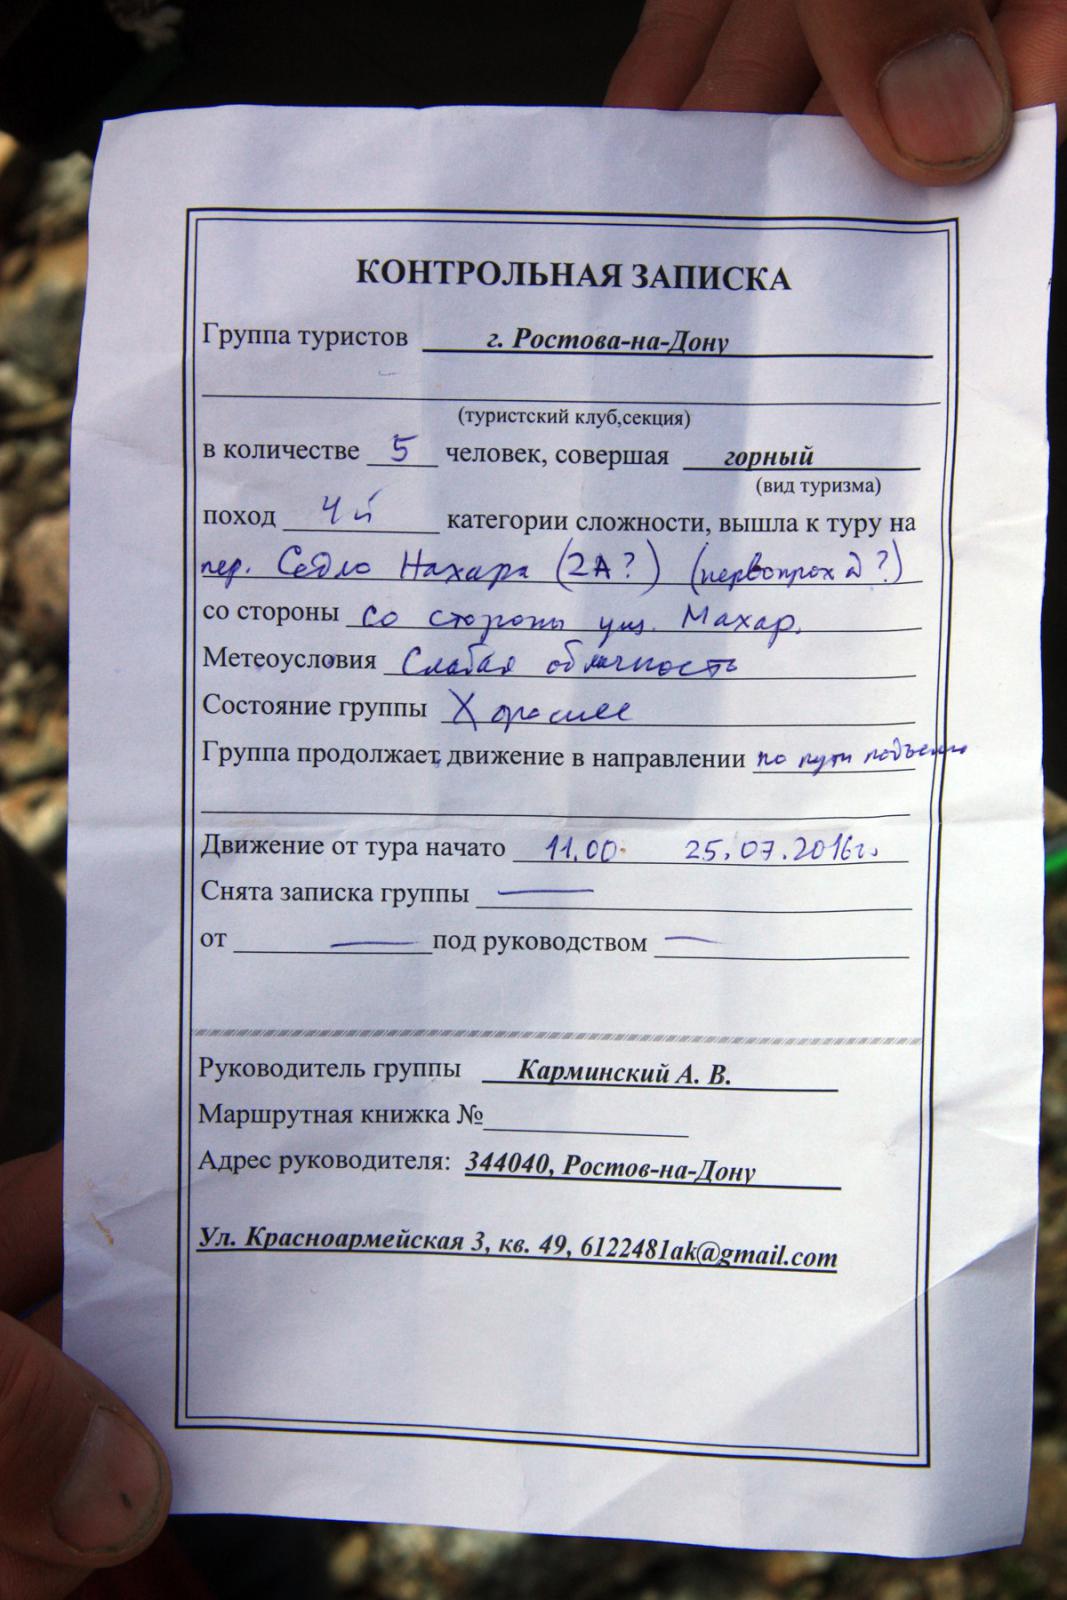 КОНТРОЛЬНАЯ ЗАПИСКА
Группа туристов г. Ростова-на-Дону
(туристский клуб,секция)
в количестве 5 человек, совершая горный
(вид туризма)
поход 4й категории сложности, вышла к туру на
пер. Седло Нахара (2А?) (первопроход?)
со стороны со стороны ущ. Махар.
Метеоусловия Слабая облачность
Состояние группы Хорошее
Группа продолжает движение в направлении по пути подъема
Движение от тура начато 11.00 25.07.2016г.
Снята записка группы —
от — под руководством —
Руководитель группы Карминский А. В.
Маршрутная книжка №
Адрес руководителя: 344040, Ростов-на-Дону
Ул. Красноармейская 3, кв. 49, 6122481ak@gmail.com